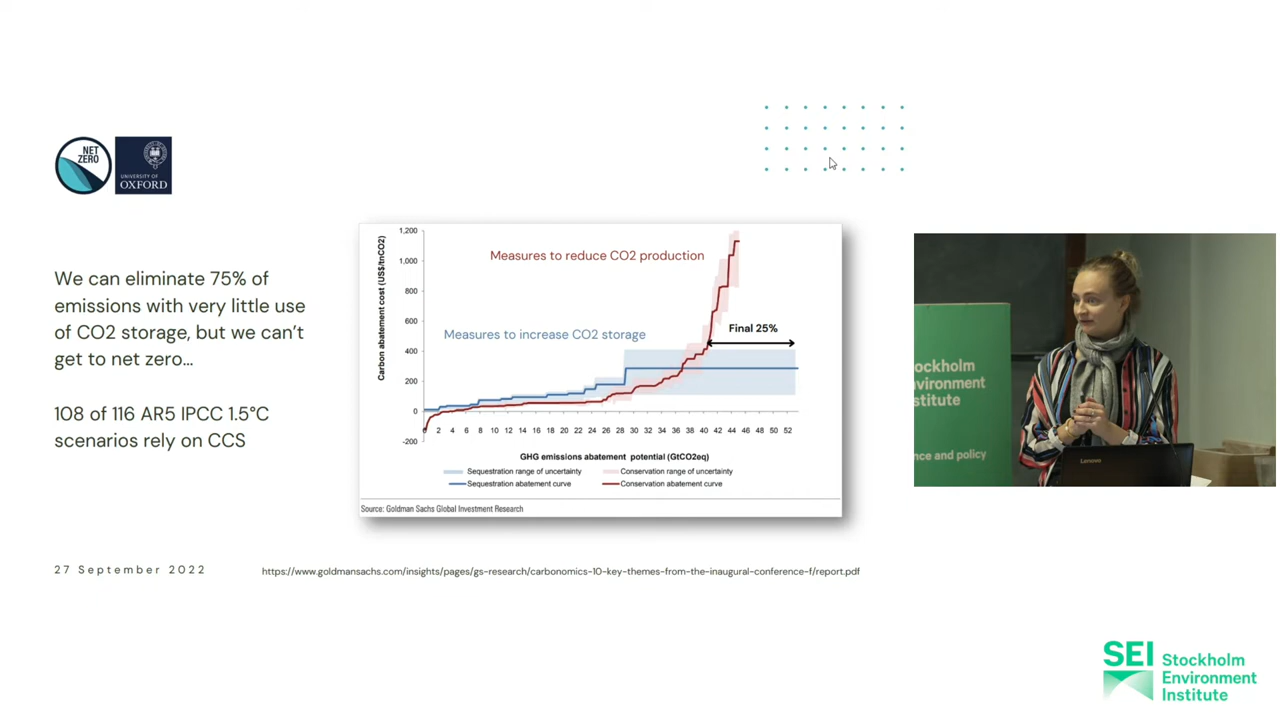 NET
ZERO
UNIVERSITY OF
OXFORD
We can eliminate 75% of
emissions with very little use
of CO2 storage, but we can't
get to net zero...
108 of 116 AR5 IPCC 1.5°C
scenarios rely on CCS
Carbon abatement cost (US$/tnCO2)
1,200
1,000
800
600
400
200
0
-200
Measures to reduce CO2 production
Measures to increase CO2 storage
Final 25%
0 2 4 6 8 10 12 14 16 18 20 22 24 26 28 30 32 34 36 38 40 42 44 46 48 50 52
GHG emissions abatement potential (GtCO2eq)
Sequestration range of uncertainty
Conservation range of uncertainty
Sequestration abatement curve
Conservation abatement curve
Source: Goldman Sachs Global Investment Research
ockholm
vironment
stitute
nce and policy
Lenovo
27 September 2022
https://www.goldmansachs.com/insights/pages/gs-research/carbonomics-10-key-themes-from-the-inaugural-conference-f/report.pdf
SEI Stockholm
Environment
Institute